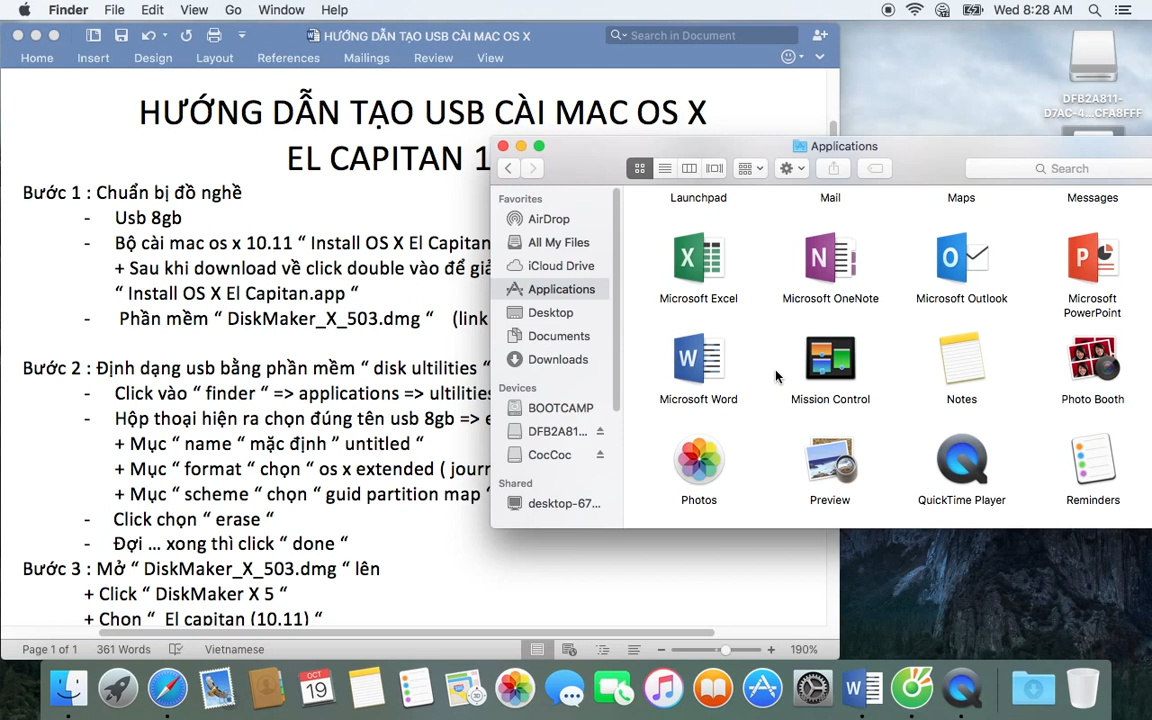 Finder File Edit View Go Window Help Wed 8:28 AM
HƯỚNG DẪN TẠO USB CÀI MAC OS X
Search in Document
Home Insert Design Layout References Mailings Review View
HƯỚNG DẪN TẠO USB CÀI MAC OS X
EL CAPITAN 1
Bước 1 : Chuẩn bị đồ nghề
- Usb 8gb
- Bộ cài mac os x 10.11 “ Install OS X El Capitan
+ Sau khi download về click double vào để giả
“ Install OS X El Capitan.app “
- Phần mềm “ DiskMaker_X_503.dmg “ (link
Bước 2 : Định dạng usb bằng phần mềm “ disk ultilities “
- Click vào “ finder “ => applications => ultilities
- Hộp thoại hiện ra chọn đúng tên usb 8gb => e
+ Mục “ name “ mặc định ” untitled “
+ Mục “ format “ chọn “ os x extended ( journ
+ Mục “ scheme “ chọn “ guid partition map “
- Click chọn “ erase “
- Đợi ... xong thì click “ done “
Bước 3 : Mở “ DiskMaker_X_503.dmg “ lên
+ Click “ DiskMaker X 5 “
+ Chọn “ El capitan (10.11) “
Page 1 of 1 361 Words Vietnamese 190%
DFB2A811-
D7AC-4...CFA8FFF
Applications
Search
Favorites
AirDrop
All My Files
iCloud Drive
Applications
Desktop
Documents
Downloads
Devices
BOOTCAMP
DFB2A81...
CocCoc
Shared
desktop-67...
Launchpad Mail Maps Messages
Microsoft Excel Microsoft OneNote Microsoft Outlook Microsoft
PowerPoint
Microsoft Word Mission Control Notes Photo Booth
Photos Preview QuickTime Player Reminders
OCT
19
3D